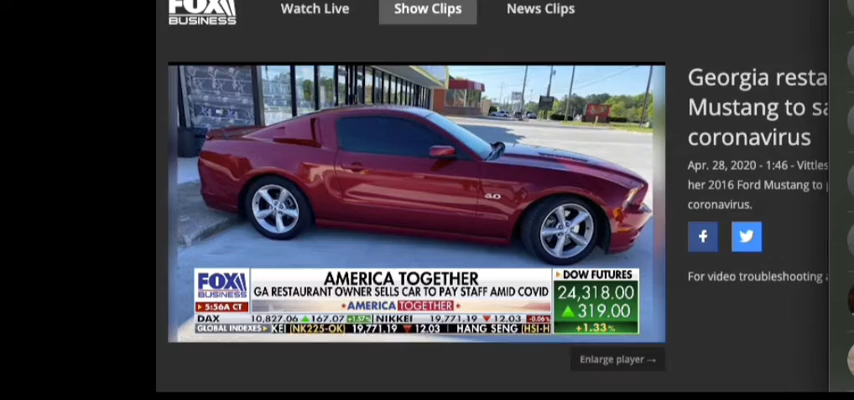 FOX
BUSINESS
Watch Live
Show Clips
News Clips
Georgia resta
Mustang to sa
coronavirus
Apr. 28, 2020 - 1:46 - Vittles
her 2016 Ford Mustang to
coronavirus.
f
For video troubleshooting
5.0
FOX
BUSINESS
5:56A CT
AMERICA TOGETHER
GA RESTAURANT OWNER SELLS CAR TO PAY STAFF AMID COVID
AMERICA TOGETHER
DOW FUTURES
24,318.00
▲319.00
+1.33%
DAX 10,827.06 ▲167.07 NIKKEI 19,771.19 ▼12.03 -0.06%
GLOBAL INDEXES KEI (NK225-OK) 19,771.19 ▼ 12.03 HANG SENG (HSI-H
Enlarge player →